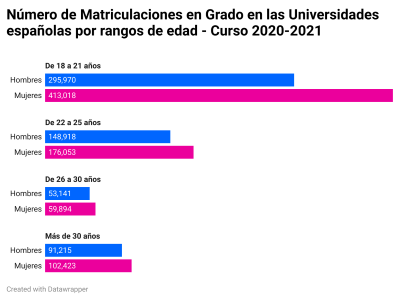 Número de Matriculaciones en Grado en las Universidades
españolas por rangos de edad - Curso 2020-2021
De 18 a 21 años
Hombres 295,970
Mujeres 413,018
De 22 a 25 años
Hombres 148,918
Mujeres 176,053
De 26 a 30 años
Hombres 53,141
Mujeres 59,894
Más de 30 años
Hombres 91,215
Mujeres 102,423
Created with Datawrapper